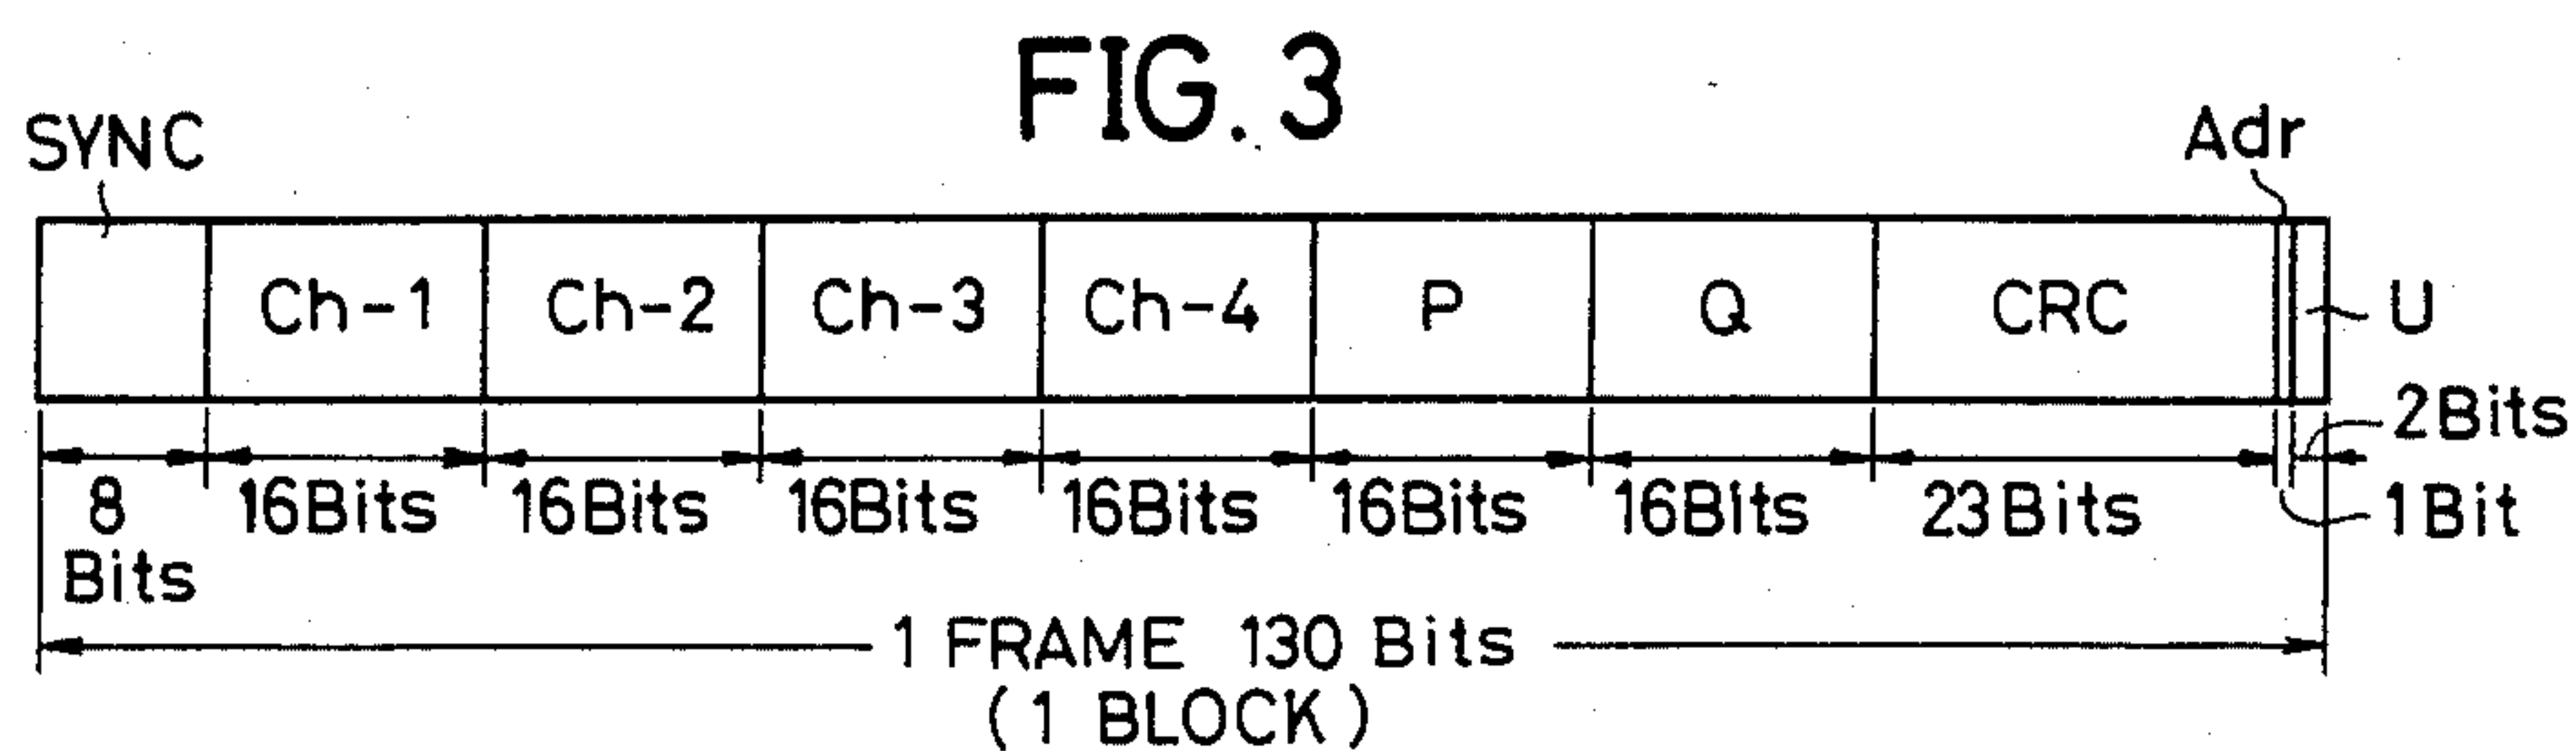 FIG. 3
SYNC
Adr
Ch-1 Ch-2 Ch-3 Ch-4 P Q CRC U
2Bits
8 16Bits 16Bits 16Bits 16Bits 16Bits 16Bits 23Bits 1Bit
Bits
1 FRAME 130 Bits
(1 BLOCK)